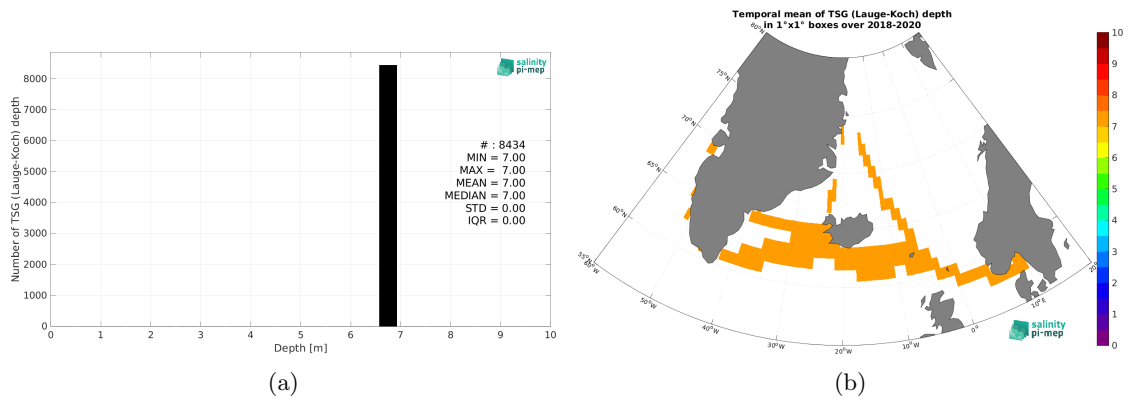 8000
7000
6000
5000
4000
3000
2000
1000
0
Number of TSG (Lauge-Koch) depth
salinity
pi-mep
# : 8434
MIN = 7.00
MAX = 7.00
MEAN = 7.00
MEDIAN = 7.00
STD = 0.00
IQR = 0.00
0 1 2 3 4 5 6 7 8 9 10
Depth [m]
(a)
Temporal mean of TSG (Lauge-Koch) depth
in 1°x1° boxes over 2018-2020
80°N
75°N
70°N
65°N
60°N
55°N
60°W
50°W
40°W
30°W
20°W
10°W
0°
10°E
20°
10
9
8
7
6
5
4
3
2
1
0
salinity
pi-mep
(b)